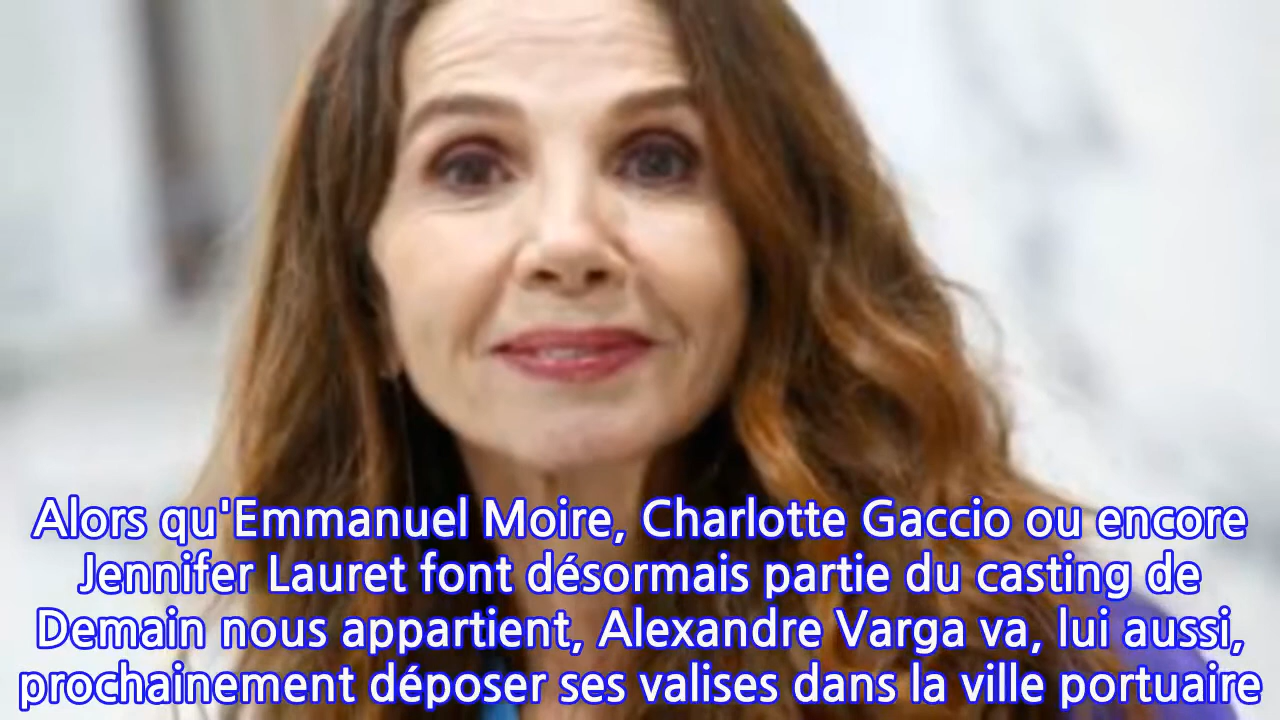 Alors qu'Emmanuel Moire, Charlotte Gaccio ou encore
Jennifer Lauret font désormais partie du casting de
Demain nous appartient, Alexandre Varga va, lui aussi,
prochainement déposer ses valises dans la ville portuaire